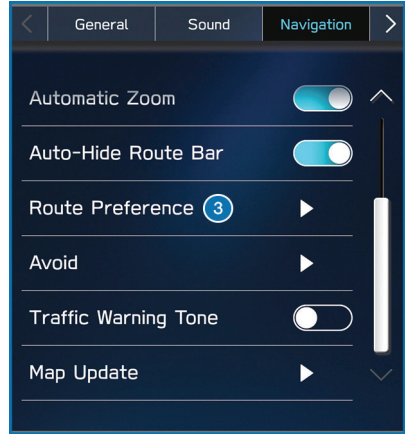 General Sound Navigation
Automatic Zoom
Auto-Hide Route Bar
Route Preference 3
Avoid
Traffic Warning Tone
Map Update